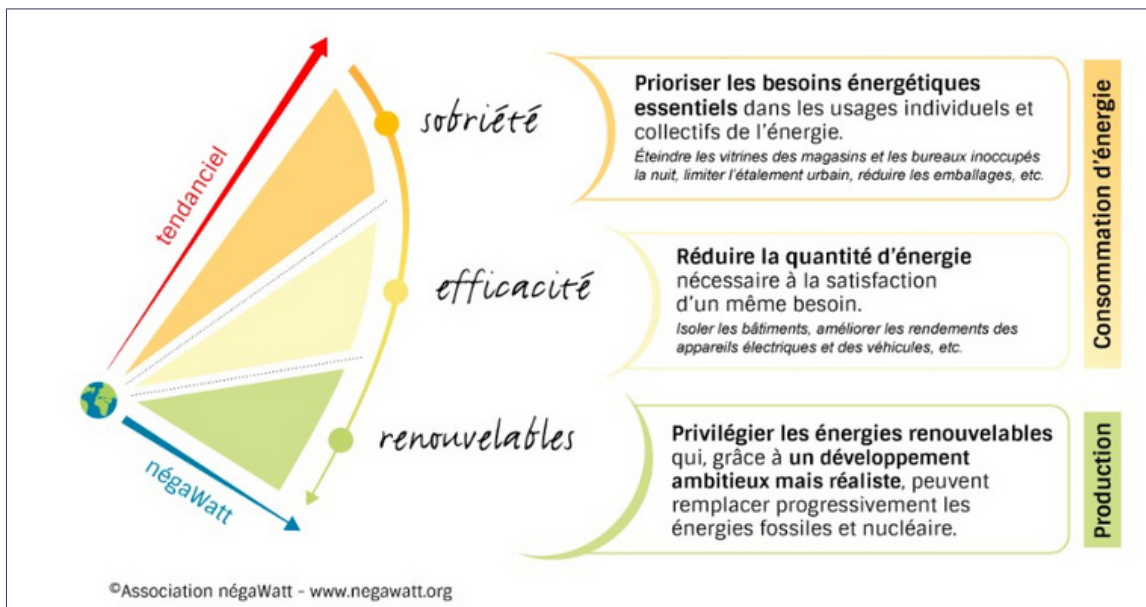 tendanciel
sobriété
Prioriser les besoins énergétiques
essentiels dans les usages individuels et
collectifs de l'énergie.
Éteindre les vitrines des magasins et les bureaux inoccupés
la nuit, limiter l'étalement urbain, réduire les emballages, etc.
Consommation d'énergie
efficacité
Réduire la quantité d'énergie
nécessaire à la satisfaction
d'un même besoin.
Isoler les bâtiments, améliorer les rendements des
appareils électriques et des véhicules, etc.
négaWatt
renouvelables
Privilégier les énergies renouvelables
qui, grâce à un développement
ambitieux mais réaliste, peuvent
remplacer progressivement les
énergies fossiles et nucléaire.
Production
©Association négaWatt - www.negawatt.org